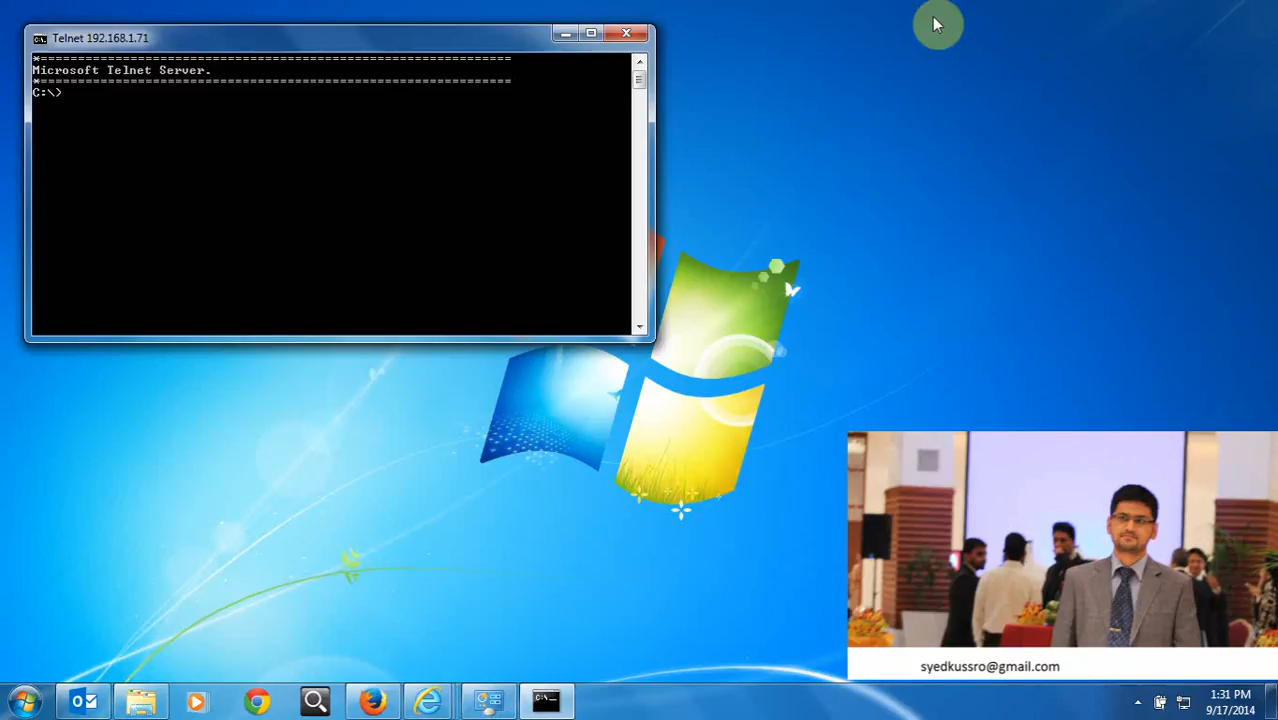 Telnet 192.168.1.71
*===============================================================
Microsoft Telnet Server.
*===============================================================
C:\>
syedkussro@gmail.com
1:31 PM
9/17/2014